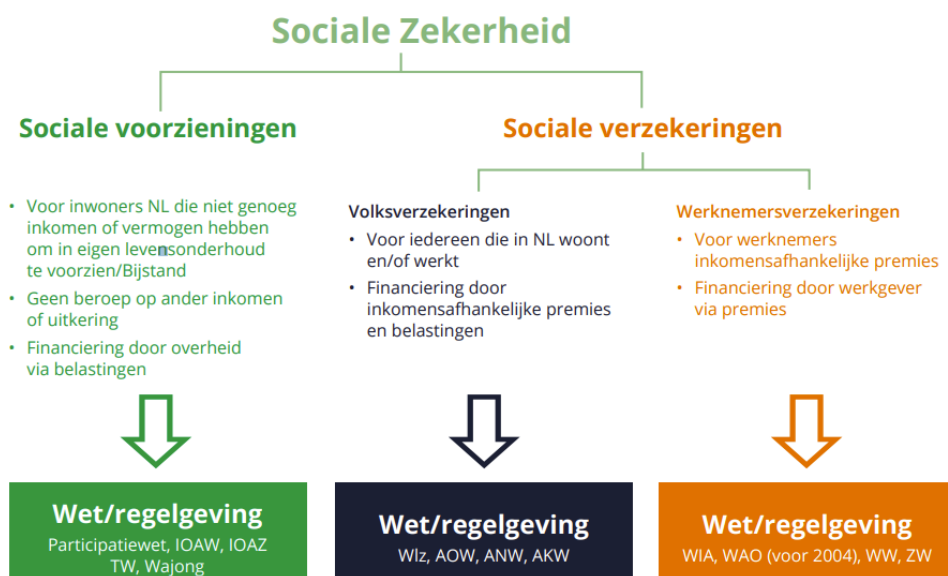 Sociale Zekerheid
Sociale voorzieningen
• Voor inwoners NL die niet genoeg
inkomen of vermogen hebben
om in eigen levensonderhoud
te voorzien/Bijstand
• Geen beroep op ander inkomen
of uitkering
• Financiering door overheid
via belastingen
Wet/regelgeving
Participatiewet, IOAW, IOAZ
TW, Wajong
Sociale verzekeringen
Volksverzekeringen
• Voor iedereen die in NL woont
en/of werkt
• Financiering door
inkomensafhankelijke premies
en belastingen
Wet/regelgeving
Wlz, AOW, ANW, AKW
Werknemersverzekeringen
• Voor werknemers
inkomensafhankelijke premies
• Financiering door werkgever
via premies
Wet/regelgeving
WIA, WAO (voor 2004), WW, ZW